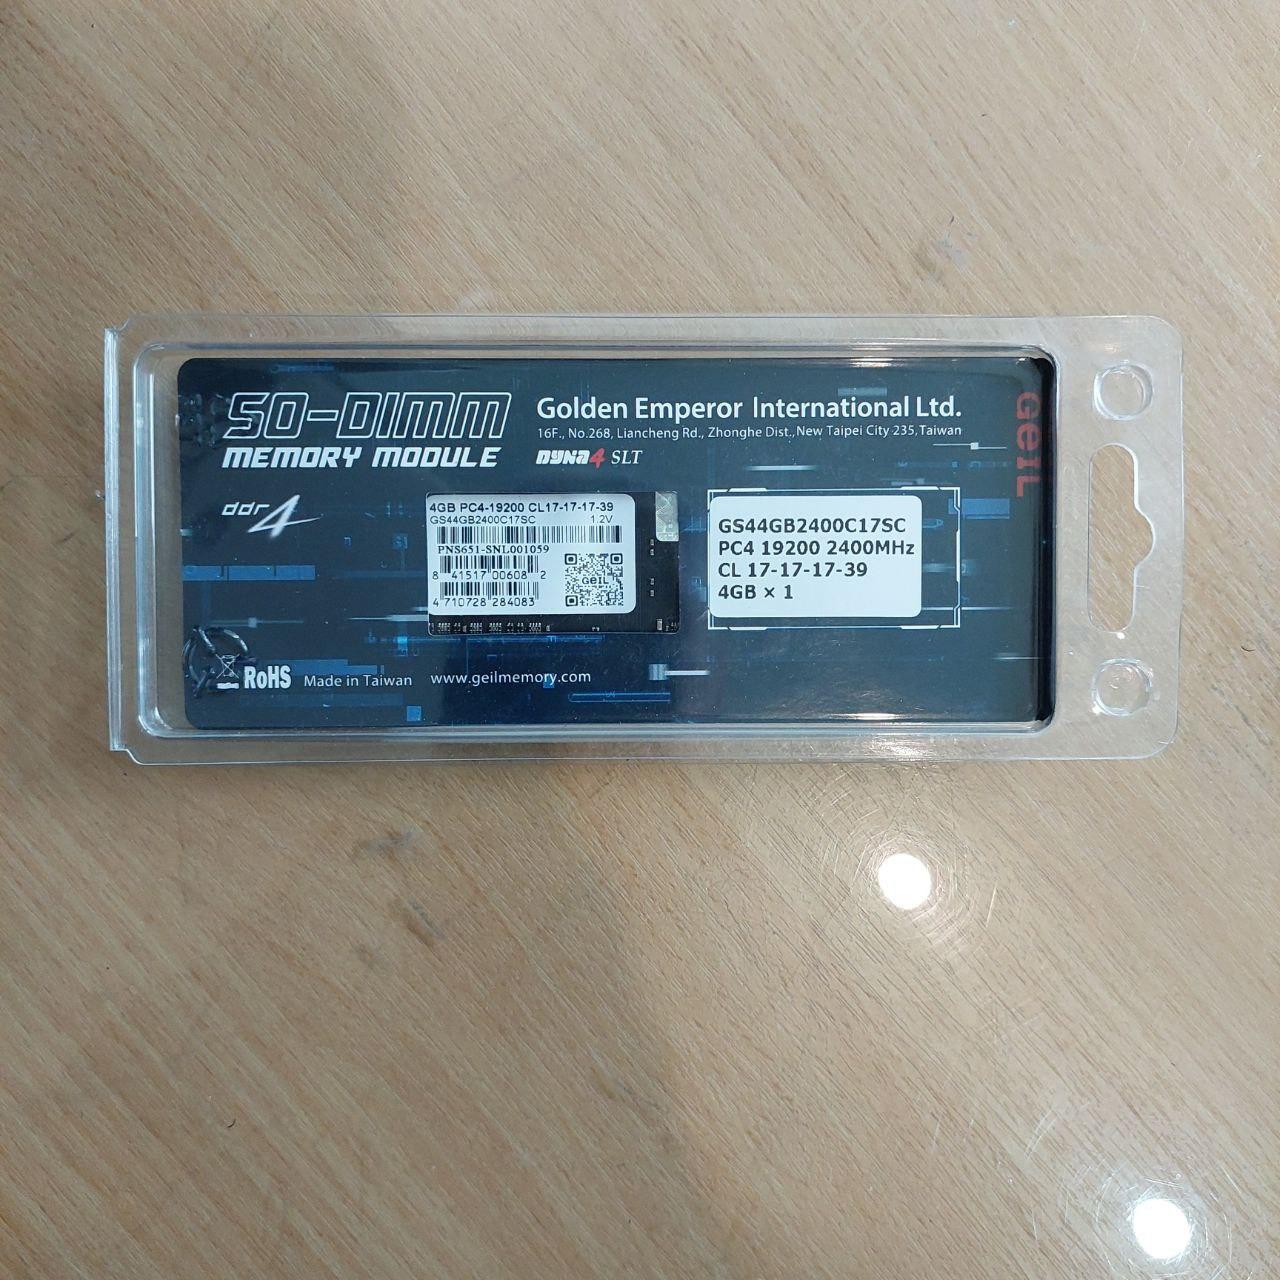 SO-DIMM
MEMORY MODULE
Golden Emperor International Ltd.
16F., No.268, Liancheng Rd., Zhonghe Dist., New Taipei City 235, Taiwan
DYNA4 SLT
GeIL
ddr4
4GB PC4-19200 CL17-17-17-39
GS44GB2400C17SC 1.2V
PNS651-SNL001059
8 41517 00608 2
GeIL
4 710728 284083
GS44GB2400C17SC
PC4 19200 2400MHz
CL 17-17-17-39
4GB × 1
RoHS Made in Taiwan www.geilmemory.com